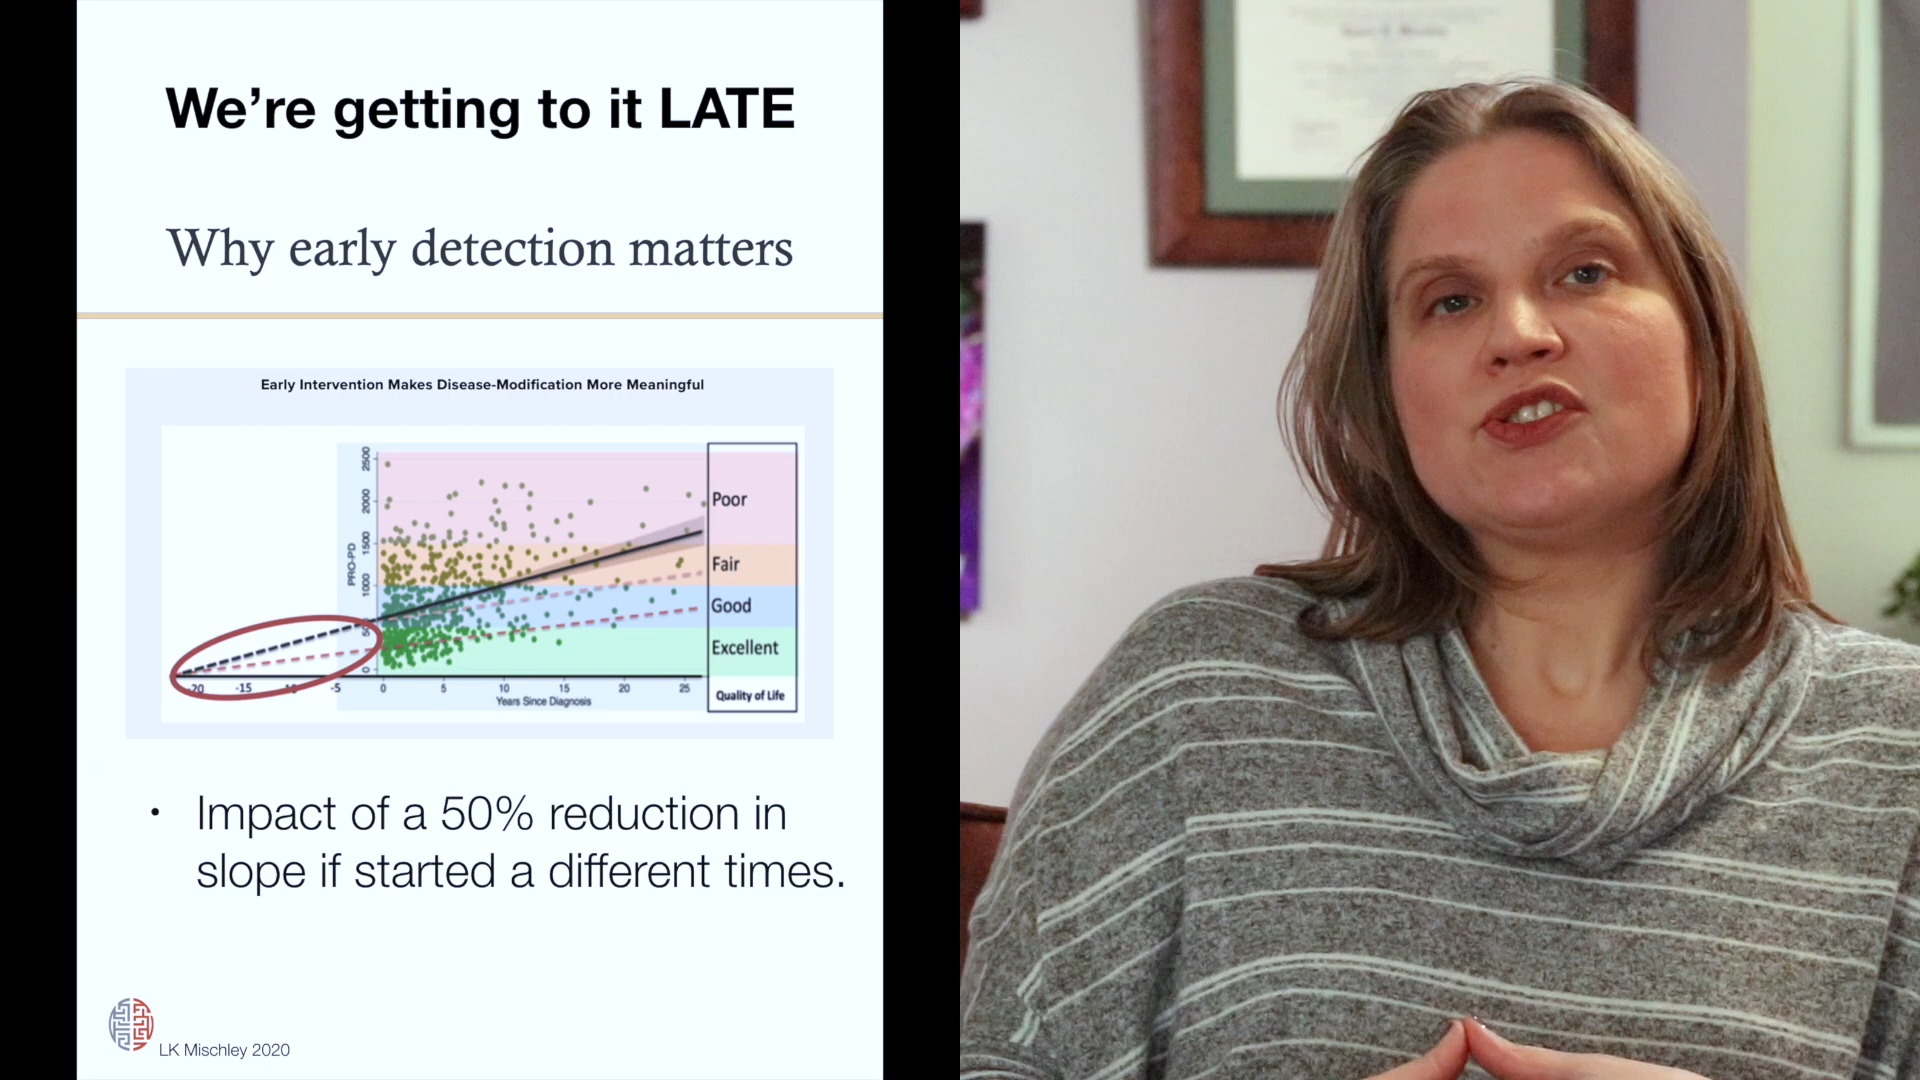 We're getting to it LATE
Why early detection matters
Early Intervention Makes Disease-Modification More Meaningful
2500
2000
1500
1000
500
0
PRO-PD
Poor
Fair
Good
Excellent
Quality of Life
-20 -15 -10 -5 0 5 10 15 20 25
Years Since Diagnosis
• Impact of a 50% reduction in
slope if started a different times.
LK Mischley 2020